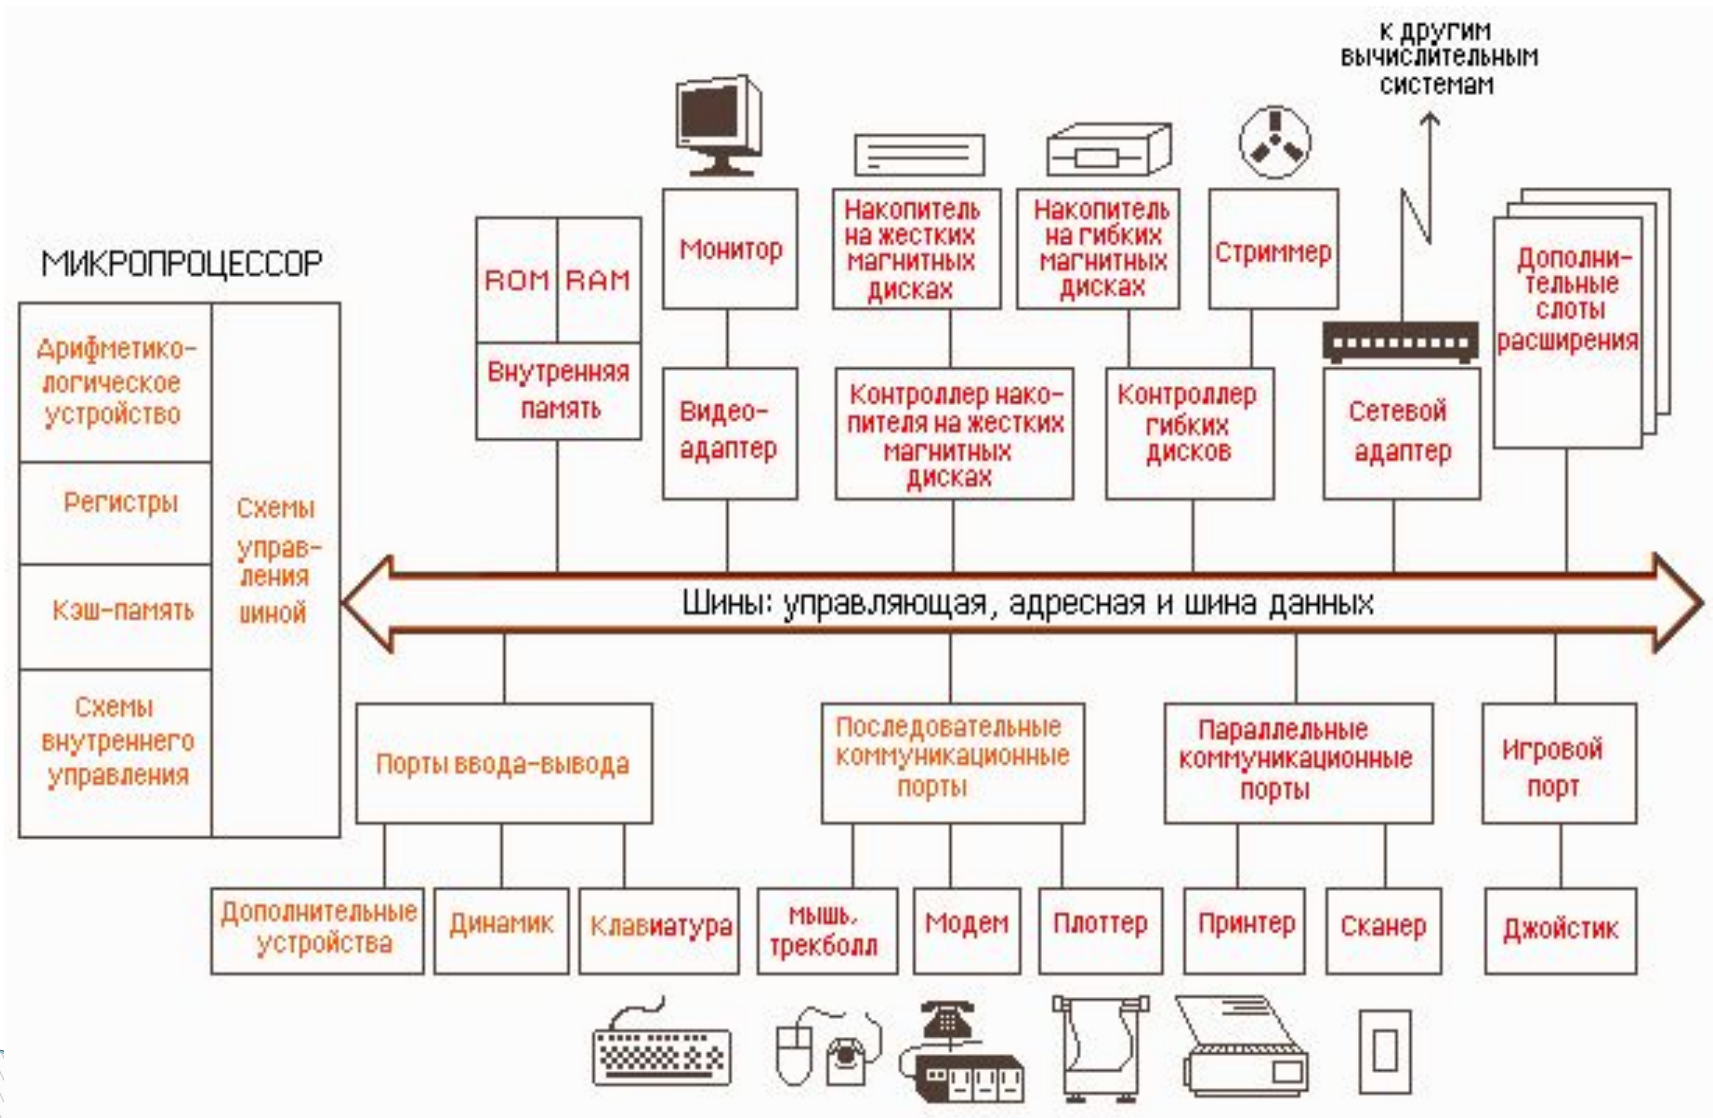 к другим
вычислительным
системам
МИКРОПРОЦЕССОР
Арифметико-
логическое
устройство
Регистры
Кэш-память
Схемы
внутреннего
управления
Схемы
управ-
ления
шиной
ROM
RAM
Внутренняя
память
Монитор
Видео-
адаптер
Накопитель
на жестких
магнитных
дисках
Контроллер нако-
пителя на жестких
магнитных
дисках
Накопитель
на гибких
магнитных
дисках
Стриммер
Контроллер
гибких
дисков
Сетевой
адаптер
Дополни-
тельные
слоты
расширения
Шины: управляющая, адресная и шина данных
Порты ввода-вывода
Последовательные
коммуникационные
порты
Параллельные
коммуникационные
порты
Игровой
порт
Дополнительные
устройства
Динамик
Клавиатура
мышь,
трекболл
Модем
Плоттер
Принтер
Сканер
Джойстик